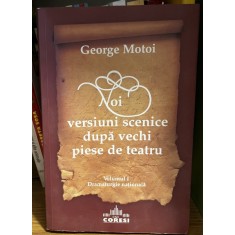 George Motoi
Noi
versiuni scenice
după vechi
piese de teatru
Volumul I
Dramaturgie națională
CORESI